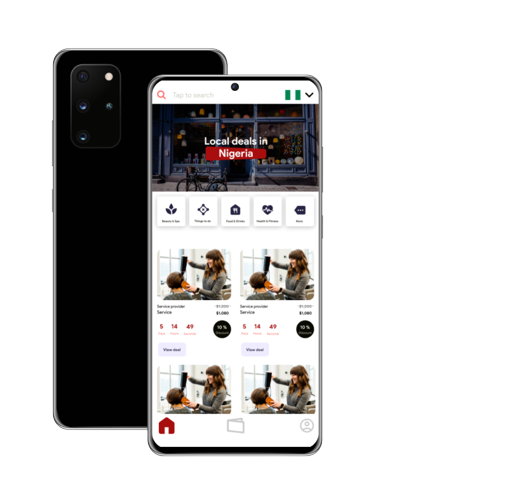 Tap to search
Local deals in
Nigeria
Beauty & Spa
Things to do
Food & Drinks
Health & Fitness
More
Service provider
$1,200
Service
$1,080
5 14 49
Days Hours Seconds
10 %
Discount
View deal
Service provider
$1,200
Service
$1,080
5 14 49
Days Hours Seconds
10 %
Discount
View deal